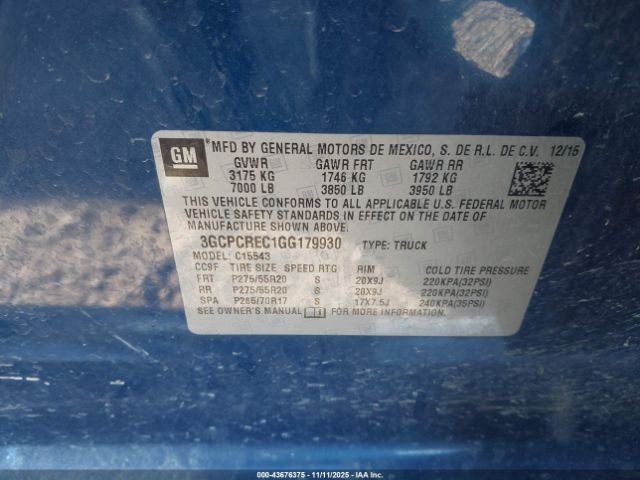 GM
*MFD BY GENERAL MOTORS DE MEXICO, S. DE R.L. DE C.V. 12/15
GVWR GAWR FRT GAWR RR
3175 KG 1746 KG 1792 KG
7000 LB 3850 LB 3950 LB
THIS VEHICLE CONFORMS TO ALL APPLICABLE U.S. FEDERAL MOTOR
VEHICLE SAFETY STANDARDS IN EFFECT ON THE DATE OF
MANUFACTURE SHOWN ABOVE.
3GCPCREC1GG179930 TYPE: TRUCK
MODEL: C15543
CC9F TIRE SIZE SPEED RTG RIM COLD TIRE PRESSURE
FRT P275/55R20 S 20X9J 220KPA(32PSI)
RR P275/55R20 S 20X9J 220KPA(32PSI)
SPA P265/70R17 S 17X7.5J 240KPA(35PSI)
SEE OWNER'S MANUAL FOR MORE INFORMATION.
000-43676375 - 11/11/2025 - IAAI.COM